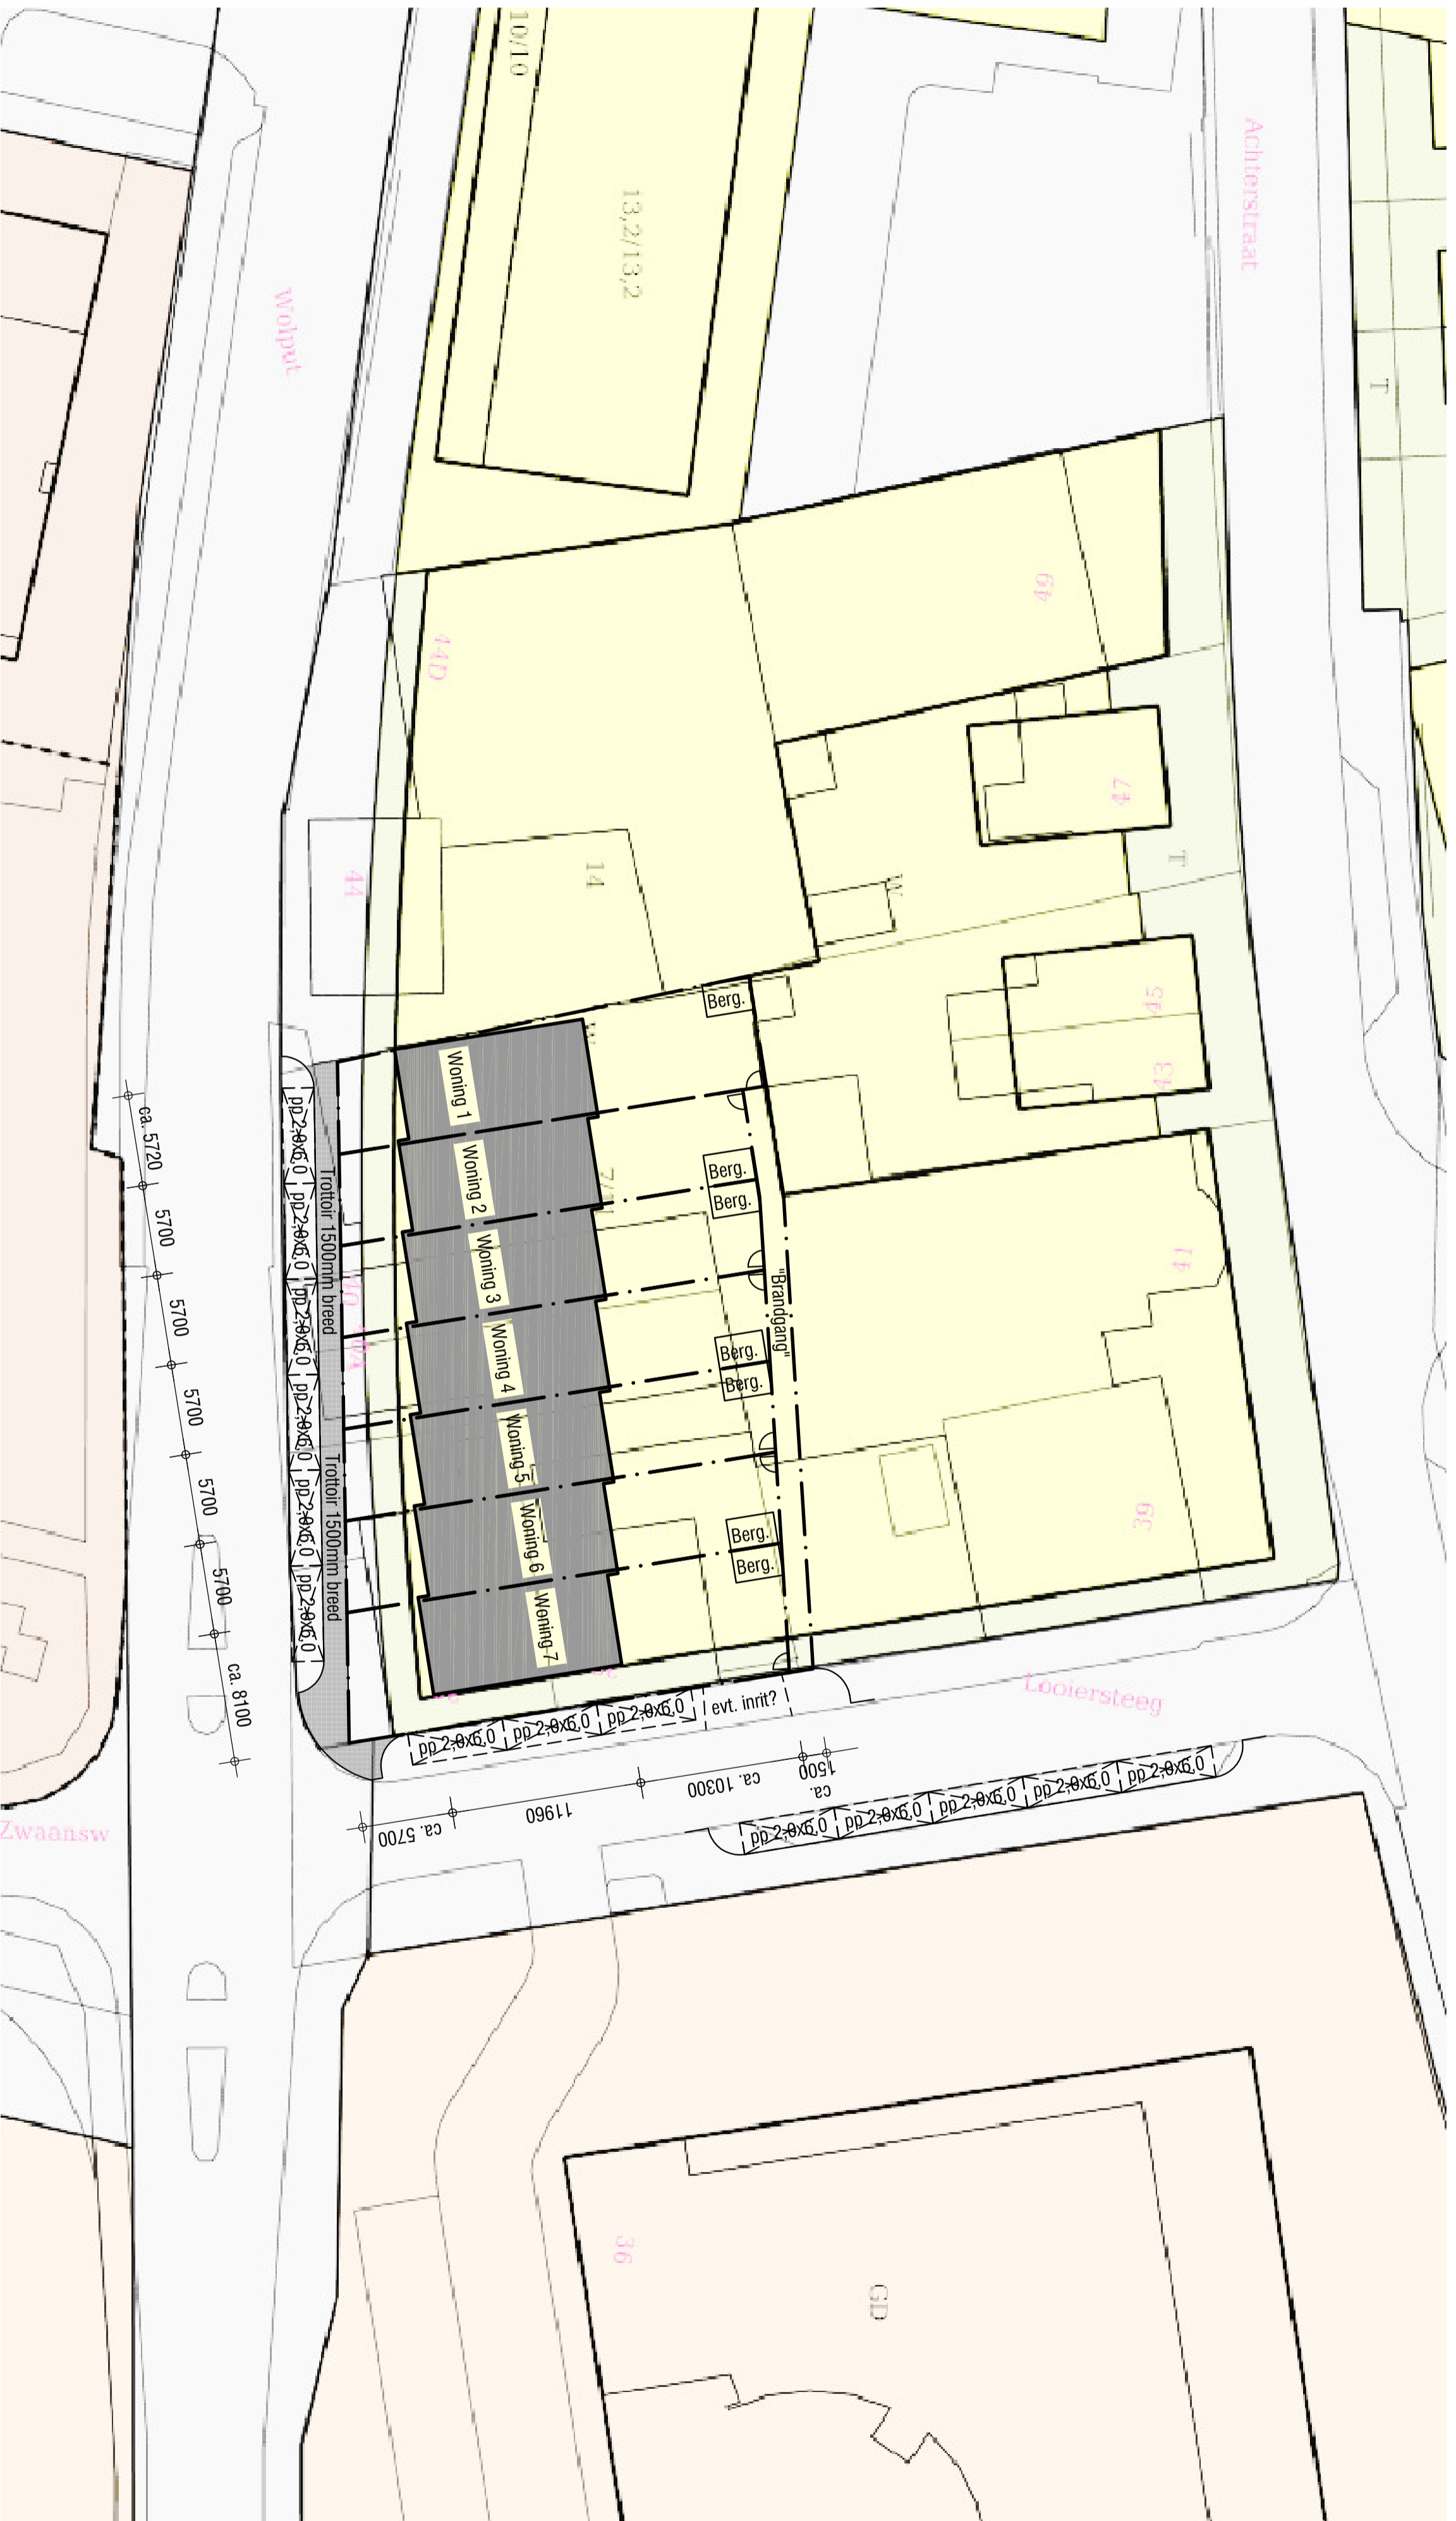 10/10
13,2/13,2
Achterstraat
Wolput
T
49
44D
47
T
44
14
W
45
43
Berg.
W
Woning 1
Woning 2
Woning 3
Woning 4
Woning 5
Woning 6
Woning 7
Berg.
Berg.
Berg.
Berg.
Berg.
Berg.
"Brandgang"
41
39
Trottoir 1500mm breed
Trottoir 1500mm breed
pp 2,0x6,0
pp 2,0x6,0
pp 2,0x6,0
pp 2,0x6,0
pp 2,0x6,0
pp 2,0x6,0
ca. 5720
5700
5700
5700
5700
5700
ca. 8100
Looiersteeg
pp 2,0x6,0
pp 2,0x6,0
pp 2,0x6,0
evt. inrit?
ca. 5700
11960
ca. 10300
ca.
1500
pp 2,0x6,0
pp 2,0x6,0
pp 2,0x6,0
pp 2,0x6,0
pp 2,0x6,0
Zwaansw
36
GD